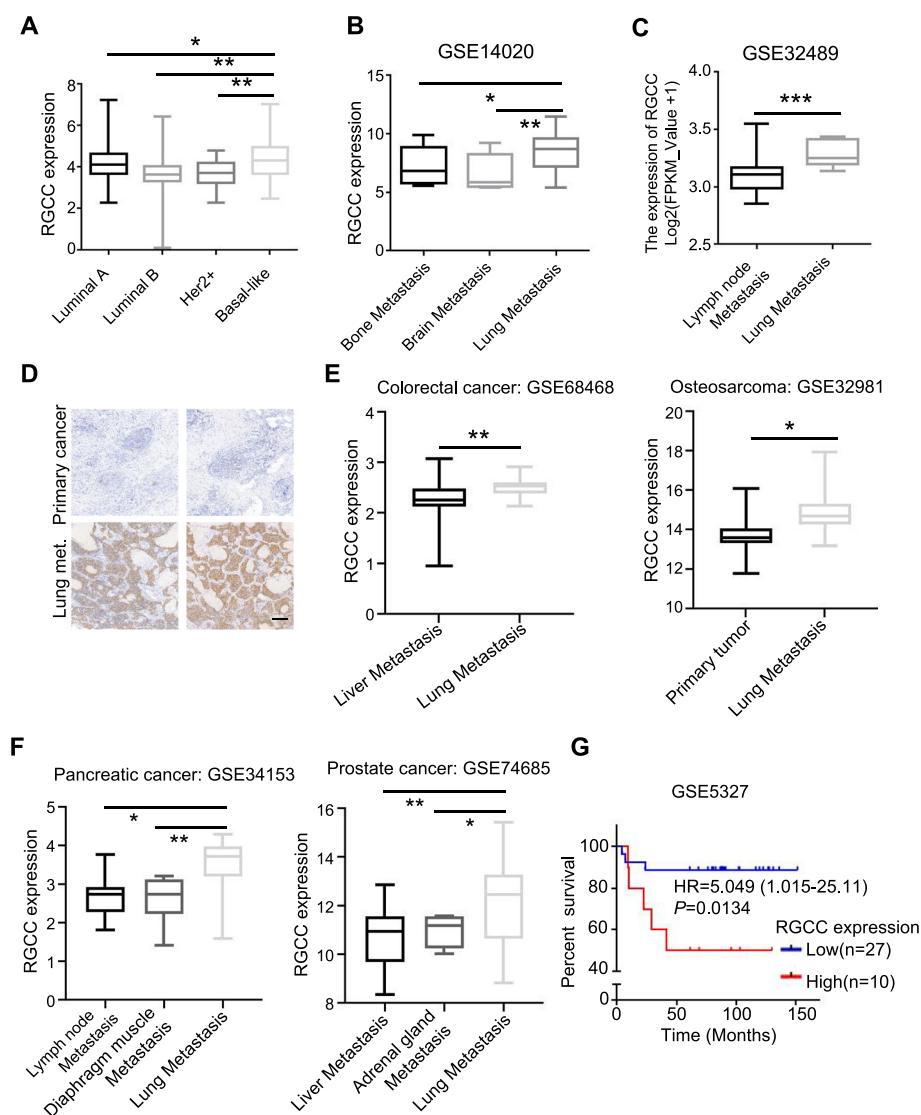 A
*
**
**
RGCC expression
8
6
4
2
0
Luminal A
Luminal B
Her2+
Basal-like
B
GSE14020
*
**
RGCC expression
15
10
5
0
Bone Metastasis
Brain Metastasis
Lung Metastasis
C
GSE32489
***
The expression of RGCC
Log2(FPKM_Value +1)
4.0
3.5
3.0
2.5
Lymph node
Metastasis
Lung Metastasis
D
Primary cancer
Lung met.
E
Colorectal cancer: GSE68468
**
RGCC expression
4
3
2
1
0
Liver Metastasis
Lung Metastasis
Osteosarcoma: GSE32981
*
RGCC expression
20
18
16
14
12
10
Primary tumor
Lung Metastasis
F
Pancreatic cancer: GSE34153
*
**
RGCC expression
5
4
3
2
1
0
Lymph node
Metastasis
Diaphragm muscle
Metastasis
Lung Metastasis
Prostate cancer: GSE74685
**
*
RGCC expression
16
14
12
10
8
Liver Metastasis
Adrenal gland
Metastasis
Lung Metastasis
G
GSE5327
Percent survival
100
80
60
40
0
HR=5.049 (1.015-25.11)
P=0.0134
RGCC expression
Low(n=27)
High(n=10)
0
50
100
150
Time (Months)